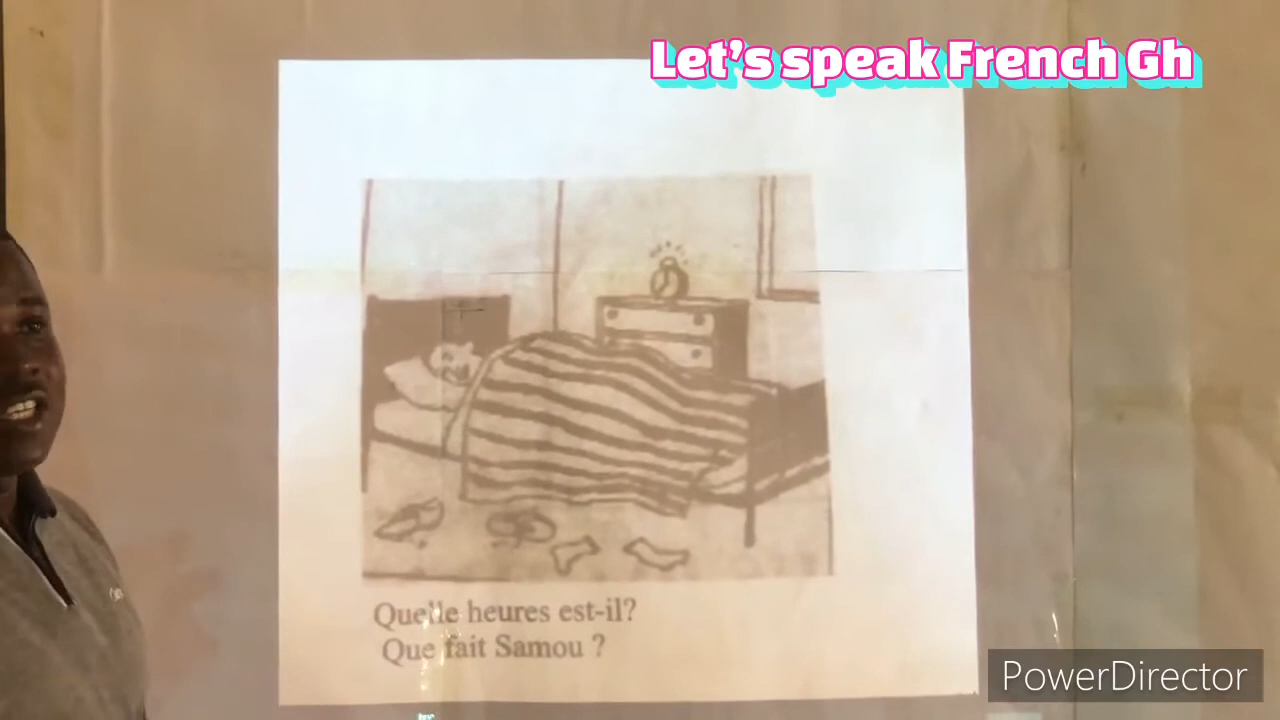 Let's speak French Gh
Quelle heures est-il?
Que fait Samou ?
PowerDirector